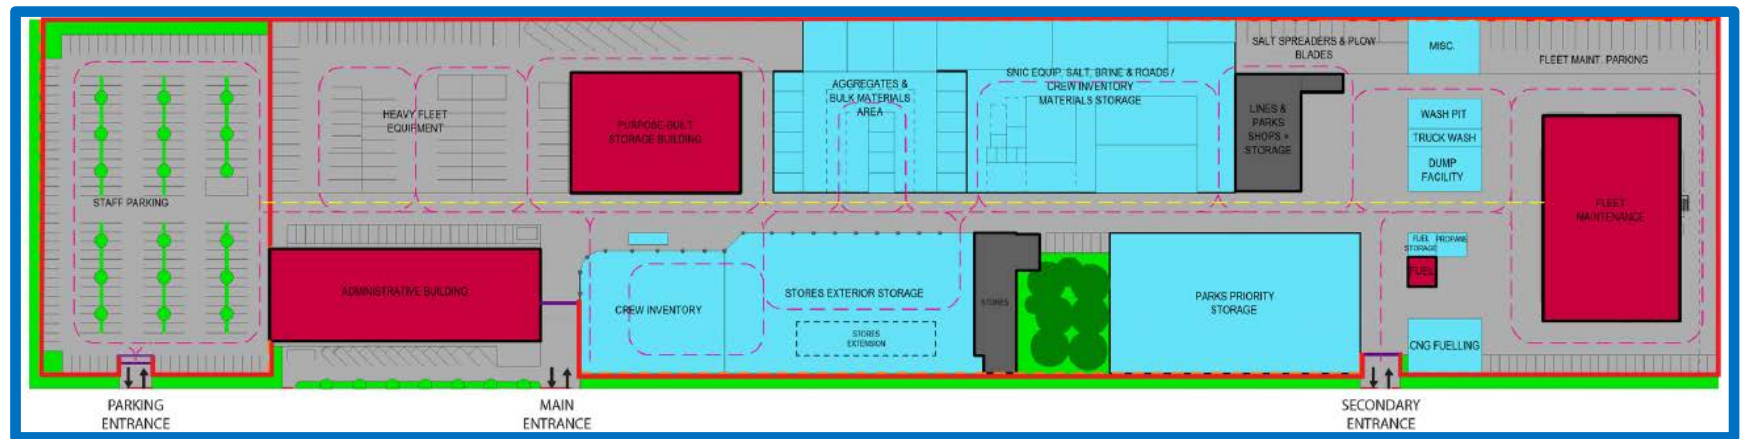 SALT SPREADERS & PLOW
BLADES
MISC.
FLEET MAINT. PARKING
SNIC EQUIP, SALT, BRINE & ROADS /
CREW INVENTORY
MATERIALS STORAGE
AGGREGATES &
BULK MATERIALS
AREA
HEAVY FLEET
EQUIPMENT
PURPOSE-BUILT
STORAGE BUILDING
LINES &
PARKS
SHOPS +
STORAGE
WASH PIT
TRUCK WASH
DUMP
FACILITY
STAFF PARKING
FLEET
MAINTENANCE
FUEL
STORAGE
PROPANE
FUEL
ADMINISTRATIVE BUILDING
CREW INVENTORY
STORES EXTERIOR STORAGE
STORES
EXTENSION
STORES
PARKS PRIORITY
STORAGE
CNG FUELLING
PARKING
ENTRANCE
MAIN
ENTRANCE
SECONDARY
ENTRANCE